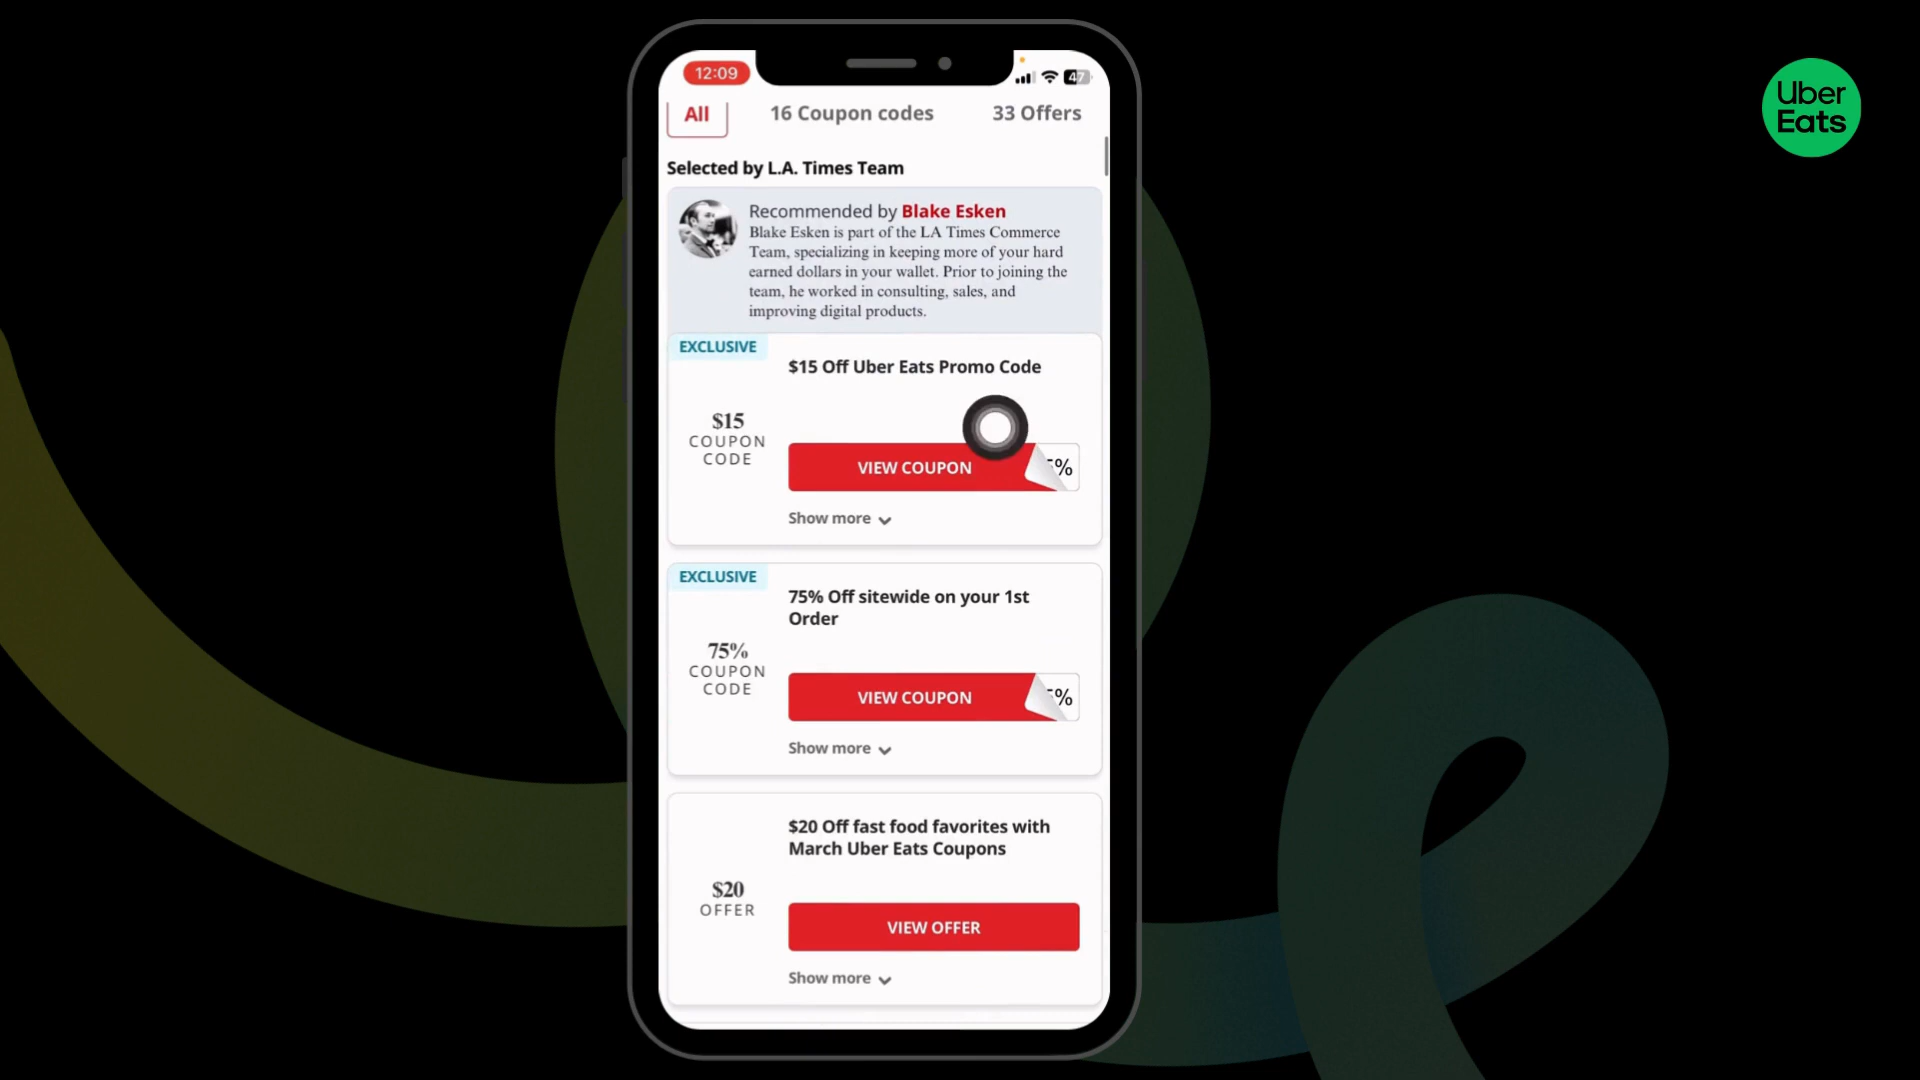 12:09
47
Uber
Eats
All
16 Coupon codes
33 Offers
Selected by L.A. Times Team
Recommended by Blake Esken
Blake Esken is part of the LA Times Commerce
Team, specializing in keeping more of your hard
earned dollars in your wallet. Prior to joining the
team, he worked in consulting, sales, and
improving digital products.
EXCLUSIVE
$15 Off Uber Eats Promo Code
$15
COUPON
CODE
VIEW COUPON
%
Show more
EXCLUSIVE
75% Off sitewide on your 1st
Order
75%
COUPON
CODE
VIEW COUPON
%
Show more
$20 Off fast food favorites with
March Uber Eats Coupons
$20
OFFER
VIEW OFFER
Show more